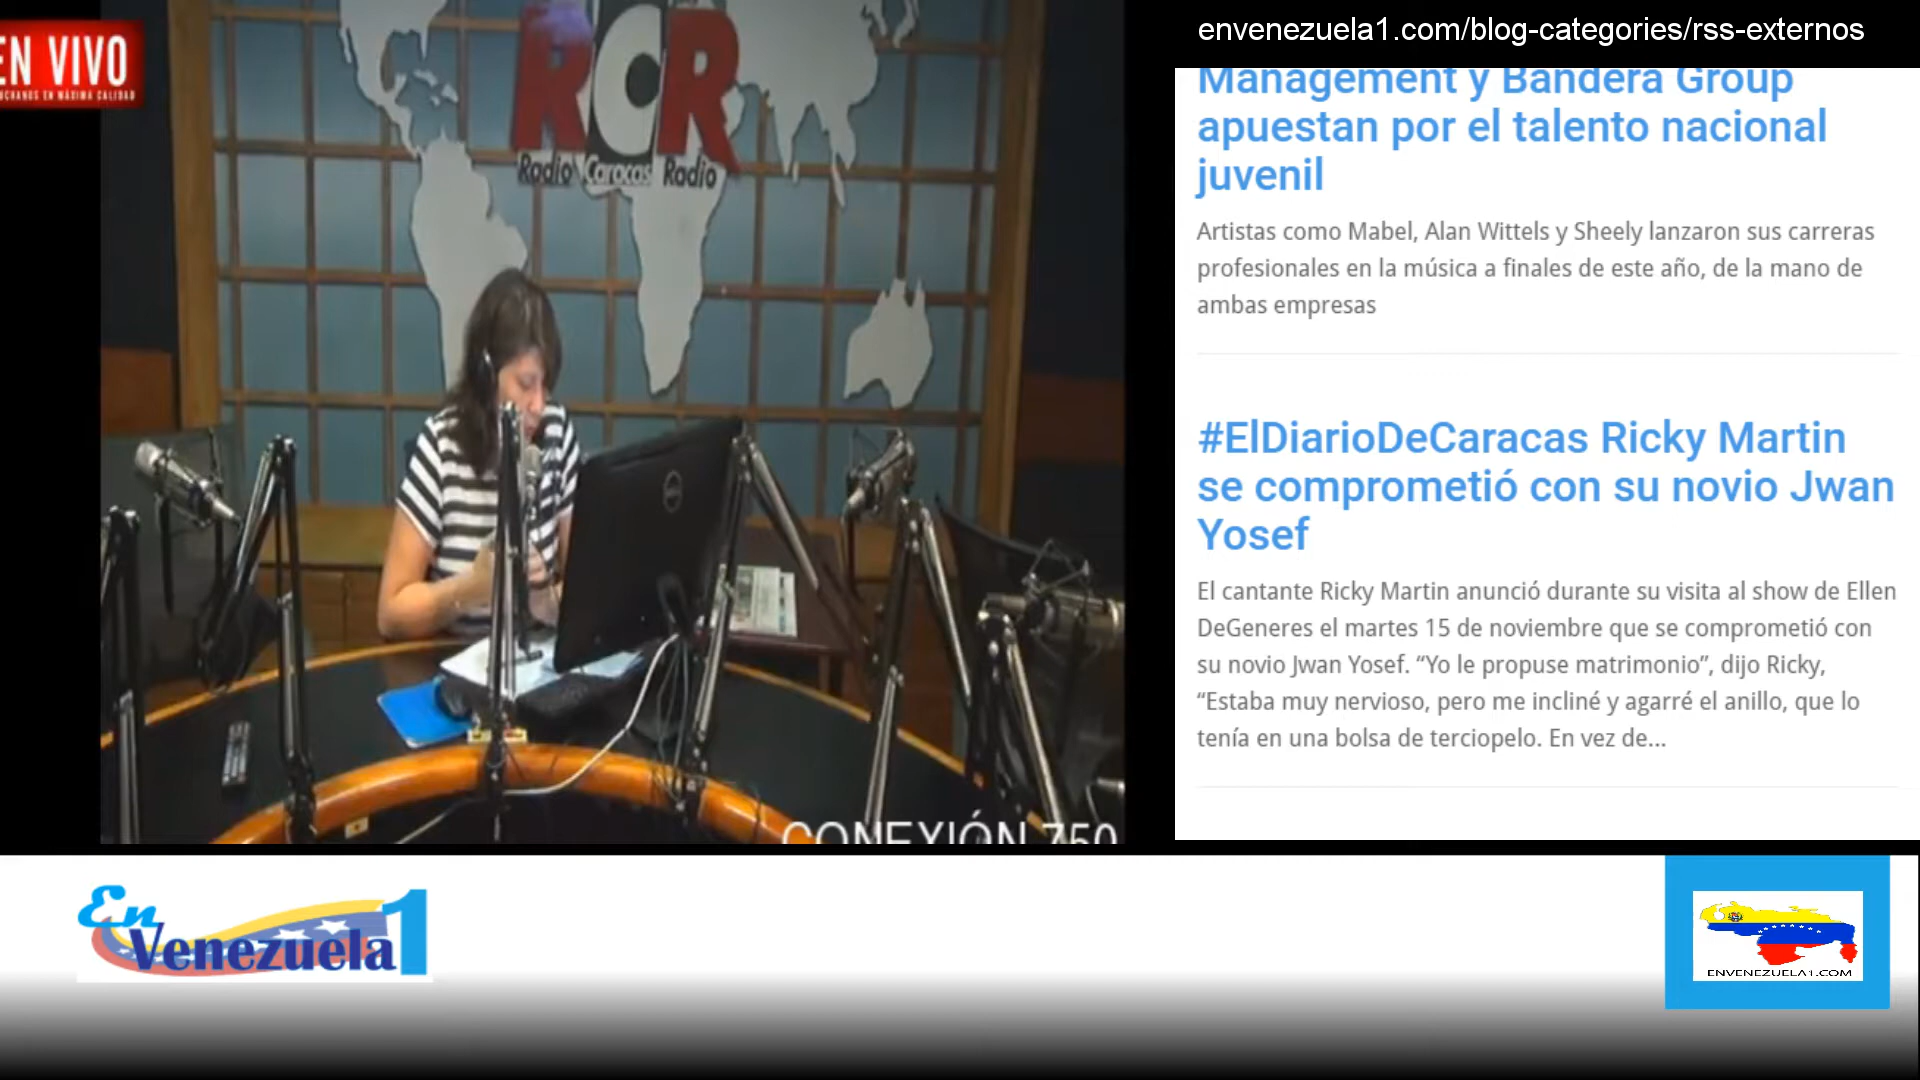 EN VIVO
RCR
Radio Caracas Radio
CONEXIÓN 750
envenezuela1.com/blog-categories/rss-externos
Management y Bandera Group
apuestan por el talento nacional
juvenil
Artistas como Mabel, Alan Wittels y Sheely lanzaron sus carreras
profesionales en la música a finales de este año, de la mano de
ambas empresas
#ElDiarioDeCaracas Ricky Martin
se comprometió con su novio Jwan
Yosef
El cantante Ricky Martin anunció durante su visita al show de Ellen
DeGeneres el martes 15 de noviembre que se comprometió con
su novio Jwan Yosef. “Yo le propuse matrimonio”, dijo Ricky,
“Estaba muy nervioso, pero me incliné y agarré el anillo, que lo
tenía en una bolsa de terciopelo. En vez de...
En
Venezuela1
ENVENEZUELA1.COM